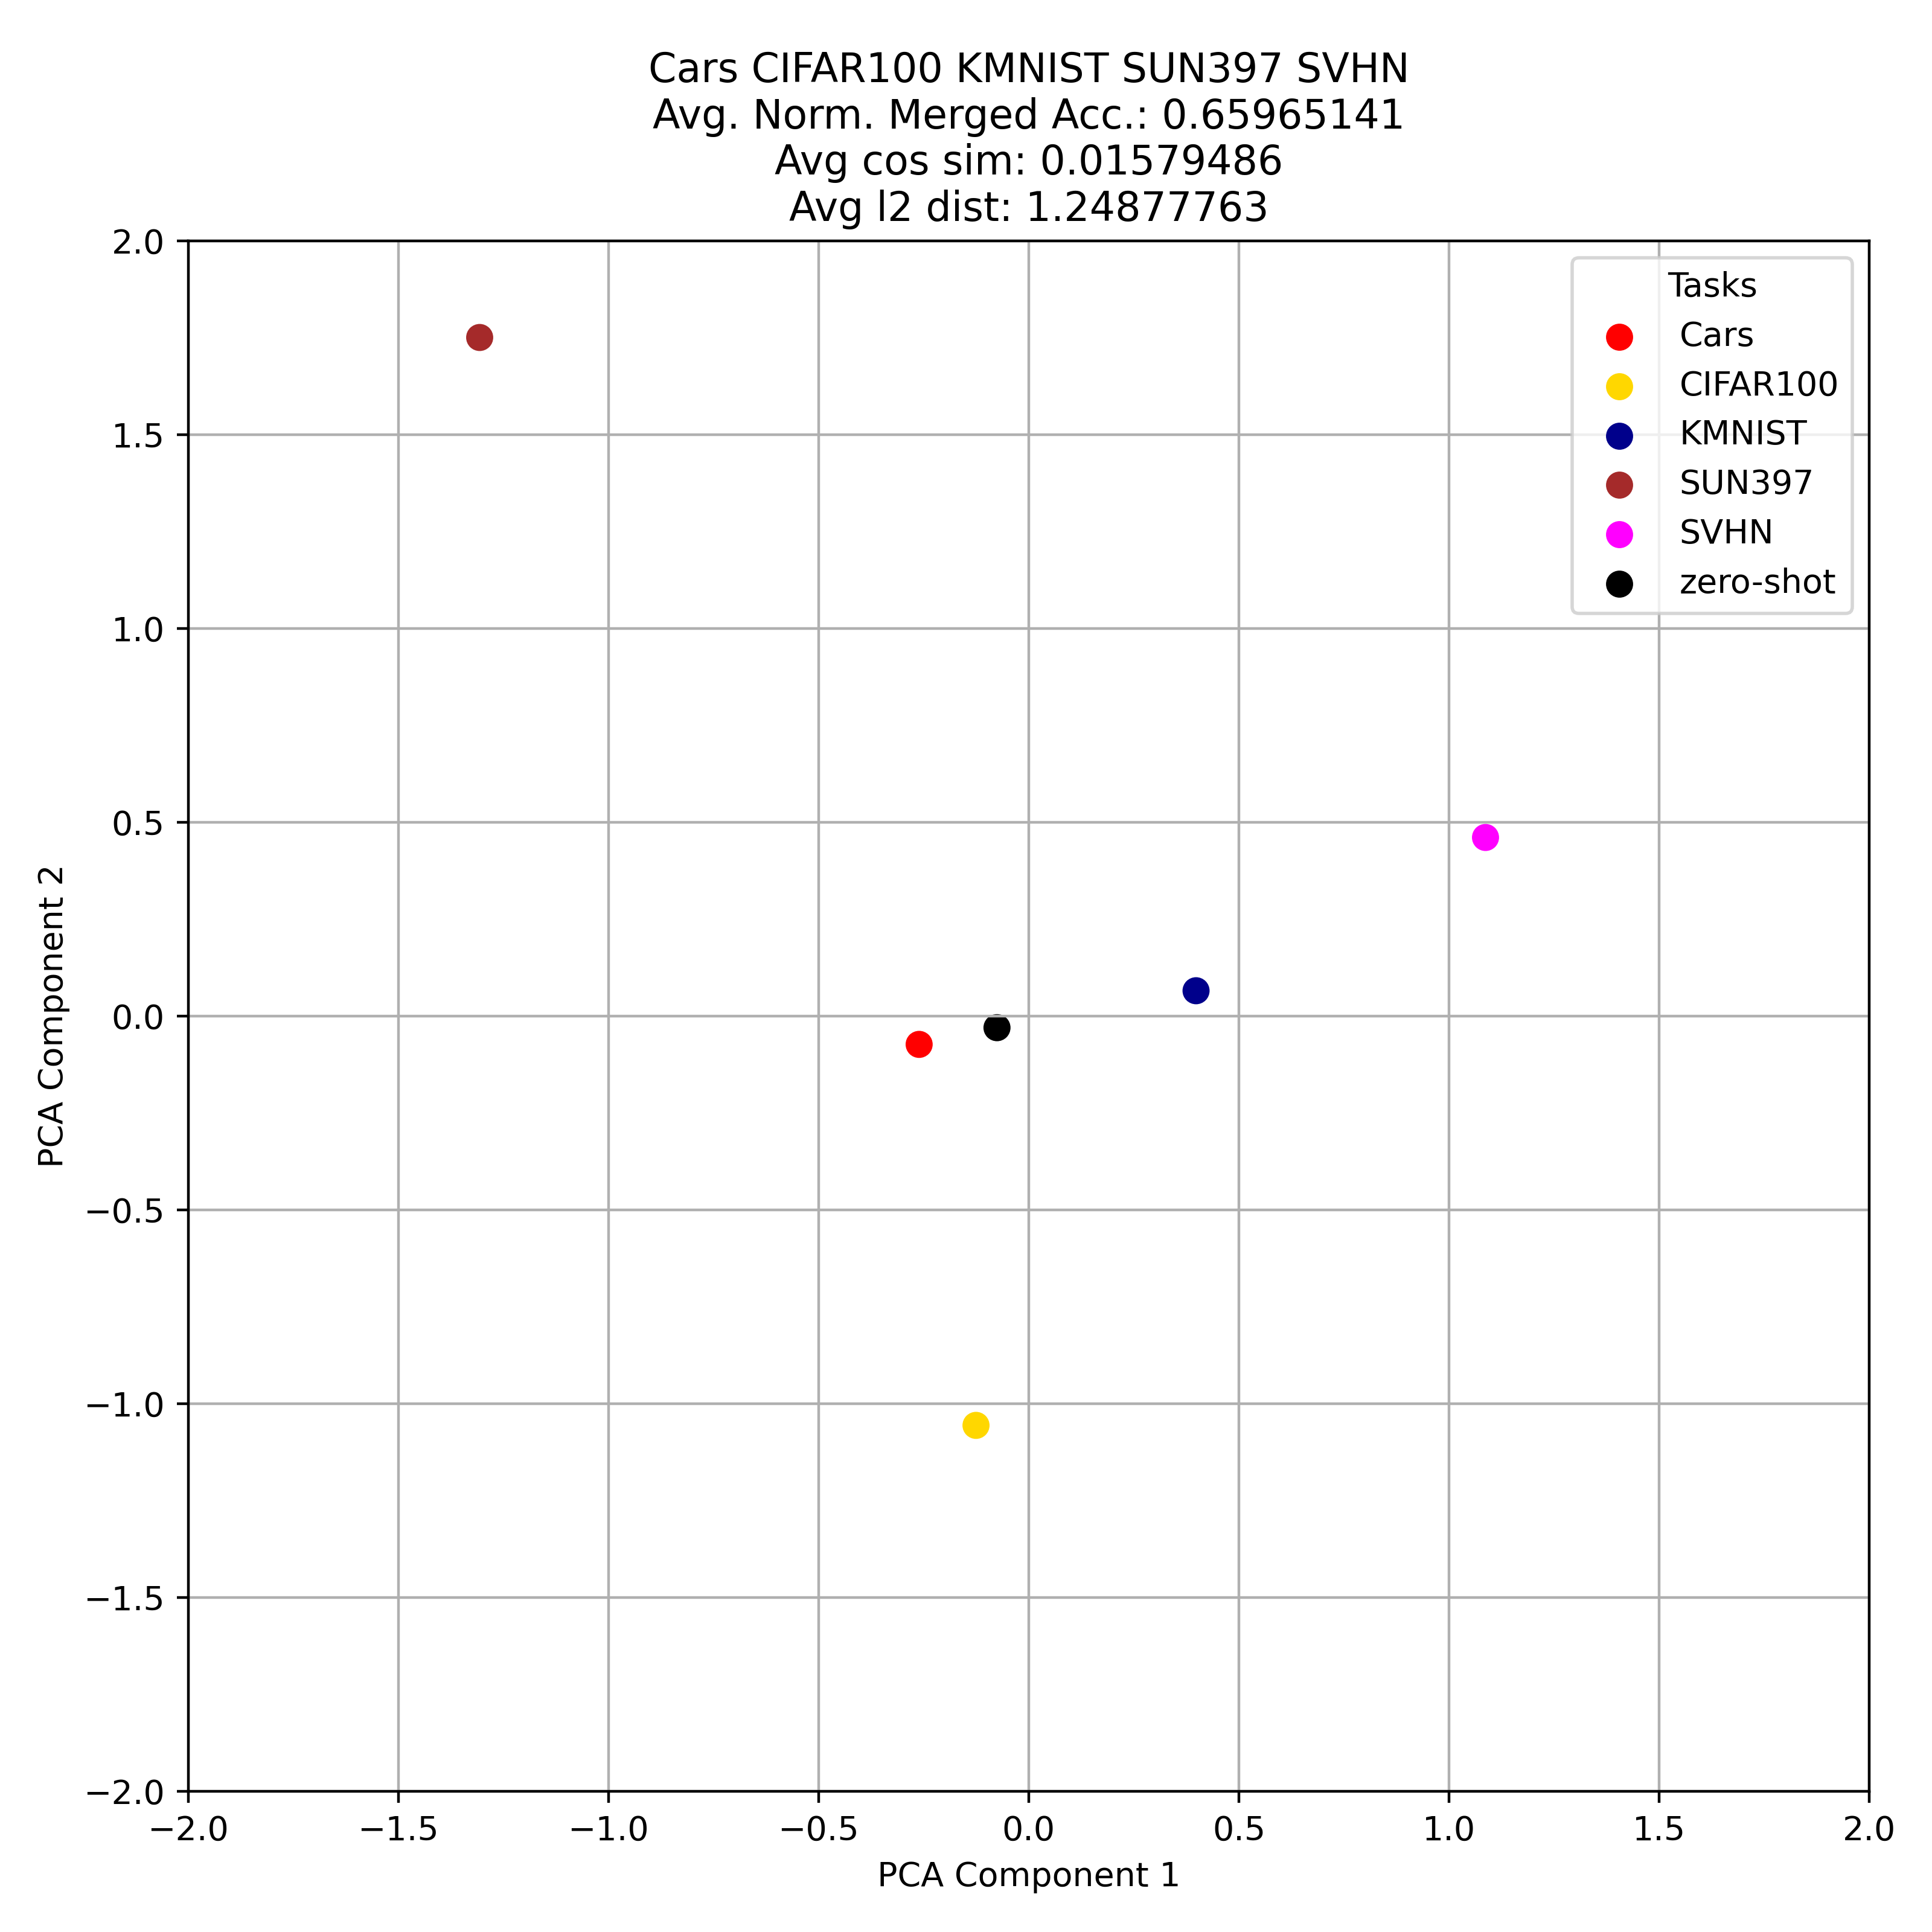 Cars CIFAR100 KMNIST SUN397 SVHN
Avg. Norm. Merged Acc.: 0.65965141
Avg cos sim: 0.01579486
Avg l2 dist: 1.24877763
Tasks
Cars
CIFAR100
KMNIST
SUN397
SVHN
zero-shot
2.0
1.5
1.0
0.5
0.0
−0.5
−1.0
−1.5
−2.0
PCA Component 2
−2.0 −1.5 −1.0 −0.5 0.0 0.5 1.0 1.5 2.0
PCA Component 1